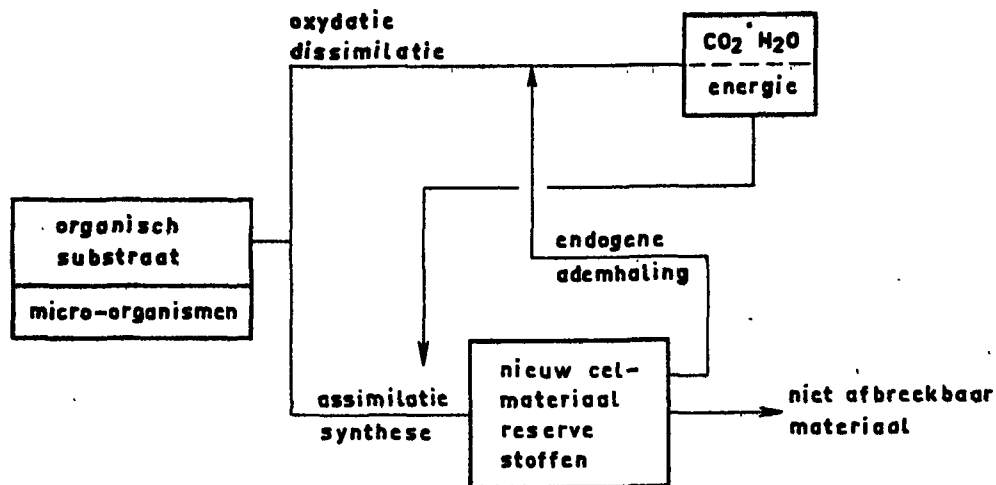 oxydatie
dissimilatie
CO₂ · H₂O
energie
organisch
substraat
micro-organismen
endogene
ademhaling
assimilatie
synthese
nieuw cel-
materiaal
reserve
stoffen
niet afbreekbaar
materiaal